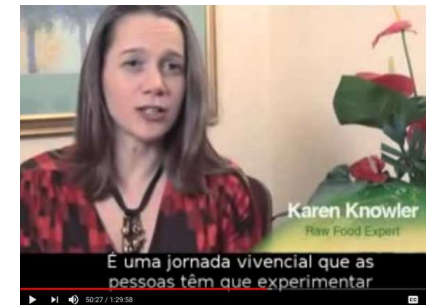 Karen Knowler
Raw Food Expert
É uma jornada vivencial que as
pessoas têm que experimentar
50:27 / 1:29:58
CC